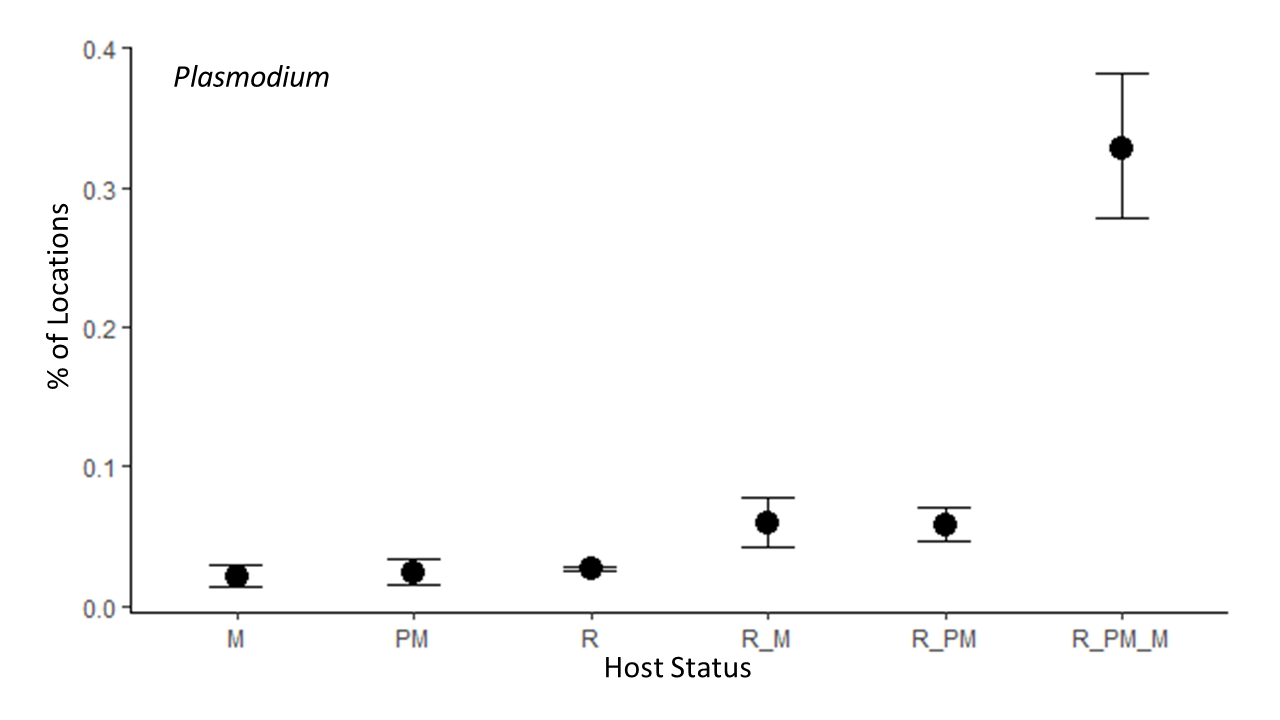 Plasmodium
% of Locations
0.4
0.3
0.2
0.1
0.0
M PM R R_M R_PM R_PM_M
Host Status